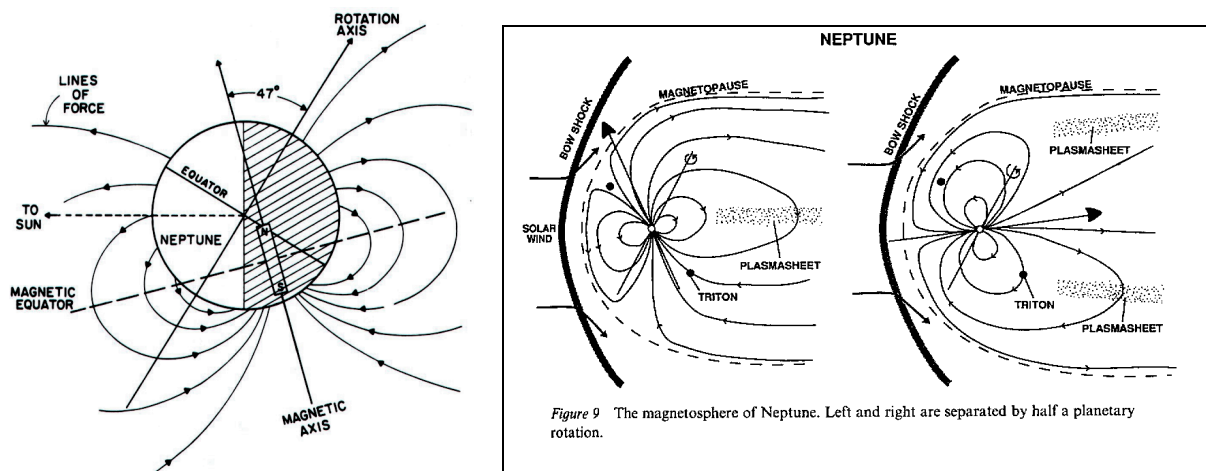 ROTATION
AXIS
47°
LINES
OF
FORCE
EQUATOR
TO
SUN
NEPTUNE
N
S
MAGNETIC
EQUATOR
MAGNETIC
AXIS
NEPTUNE
BOW SHOCK
MAGNETOPAUSE
SOLAR
WIND
PLASMASHEET
TRITON
BOW SHOCK
MAGNETOPAUSE
PLASMASHEET
TRITON
PLASMASHEET
Figure 9 The magnetosphere of Neptune. Left and right are separated by half a planetary
rotation.